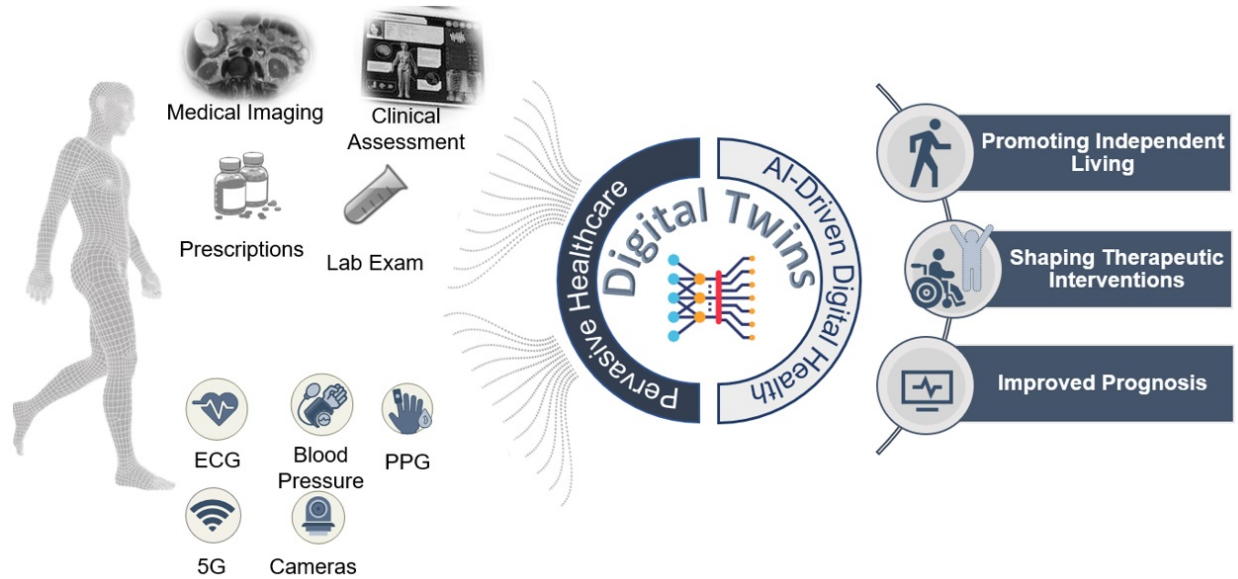 Medical Imaging
Clinical
Assessment
Prescriptions
Lab Exam
ECG
Blood
Pressure
PPG
5G
Cameras
Pervasive Healthcare
Digital Twins
AI-Driven Digital Health
Promoting Independent
Living
Shaping Therapeutic
Interventions
Improved Prognosis